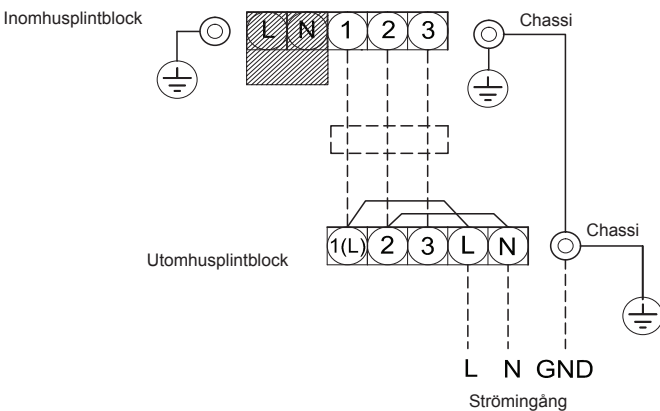 Inomhusplintblock
L N 1 2 3
Chassi
1(L) 2 3 L N
Chassi
Utomhusplintblock
L N GND
Strömingång